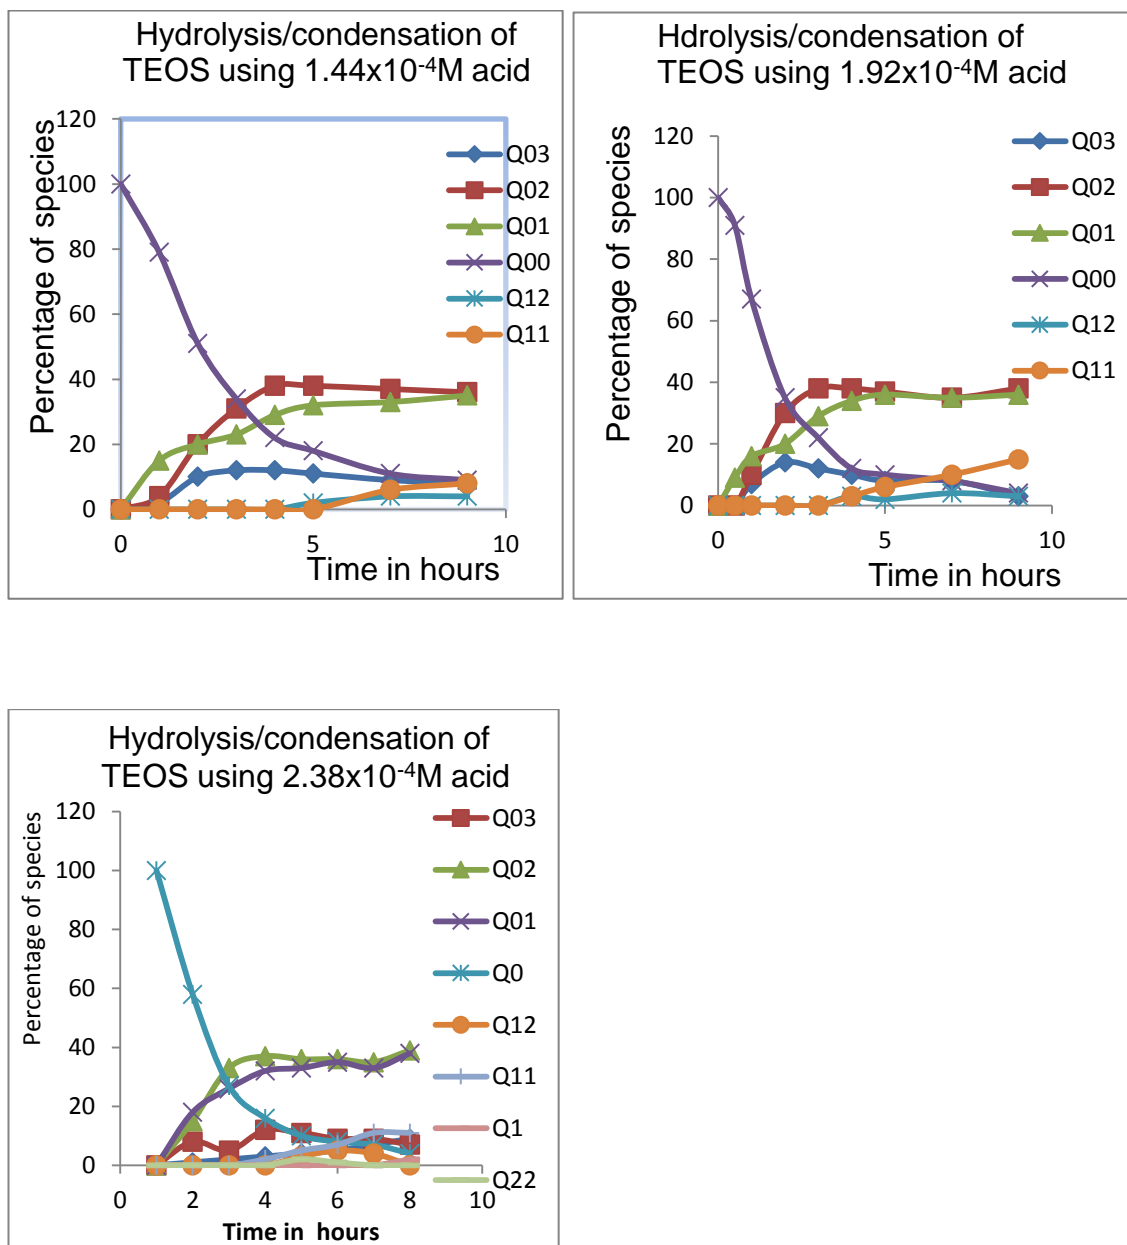 Hydrolysis/condensation of
TEOS using 1.44x10⁻⁴M acid
120
100
80
60
40
20
0
0
5
10
Percentage of species
Time in hours
Q03
Q02
Q01
Q00
Q12
Q11
Hdrolysis/condensation of
TEOS using 1.92x10⁻⁴M acid
120
100
80
60
40
20
0
0
5
10
Percentage of species
Time in hours
Q03
Q02
Q01
Q00
Q12
Q11
Hydrolysis/condensation of
TEOS using 2.38x10⁻⁴M acid
120
100
80
60
40
20
0
0
2
4
6
8
10
Percentage of species
Time in hours
Q03
Q02
Q01
Q0
Q12
Q11
Q1
Q22